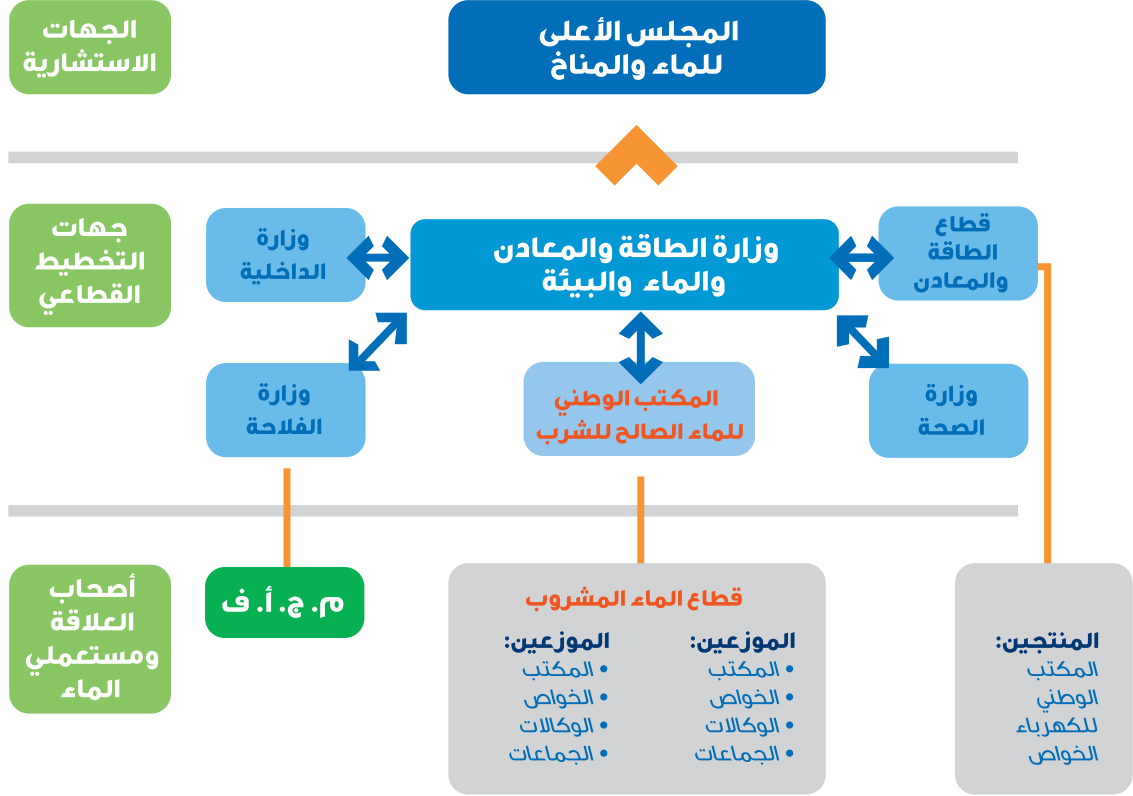 الجهات
الاستشارية
المجلس الأعلى
للماء والمناخ
جهات
التخطيط
القطاعي
قطاع
الطاقة
والمعادن
وزارة الطاقة والمعادن
والماء والبيئة
وزارة
الداخلية
وزارة
الصحة
المكتب الوطني
للماء الصالح للشرب
وزارة
الفلاحة
أصحاب
العلاقة
ومستعملي
الماء
المنتجين:
المكتب
الوطني
للكهرباء
الخواص
قطاع الماء المشروب
الموزعين:
• المكتب
• الخواص
• الوكالات
• الجماعات
الموزعين:
• المكتب
• الخواص
• الوكالات
• الجماعات
م. ج. أ. ف